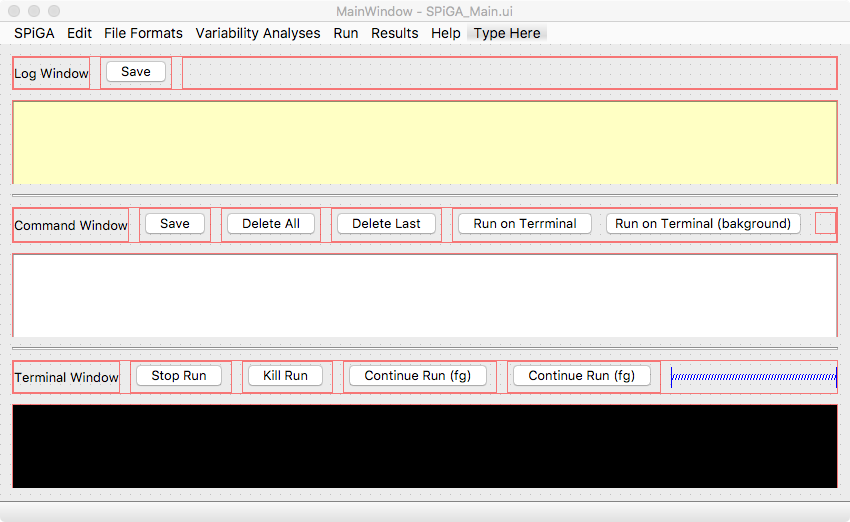 MainWindow - SPiGA_Main.ui
SPiGA Edit File Formats Variability Analyses Run Results Help Type Here
Log Window Save
Command Window Save Delete All Delete Last Run on Terrminal Run on Terminal (bakground)
Terminal Window Stop Run Kill Run Continue Run (fg) Continue Run (fg)